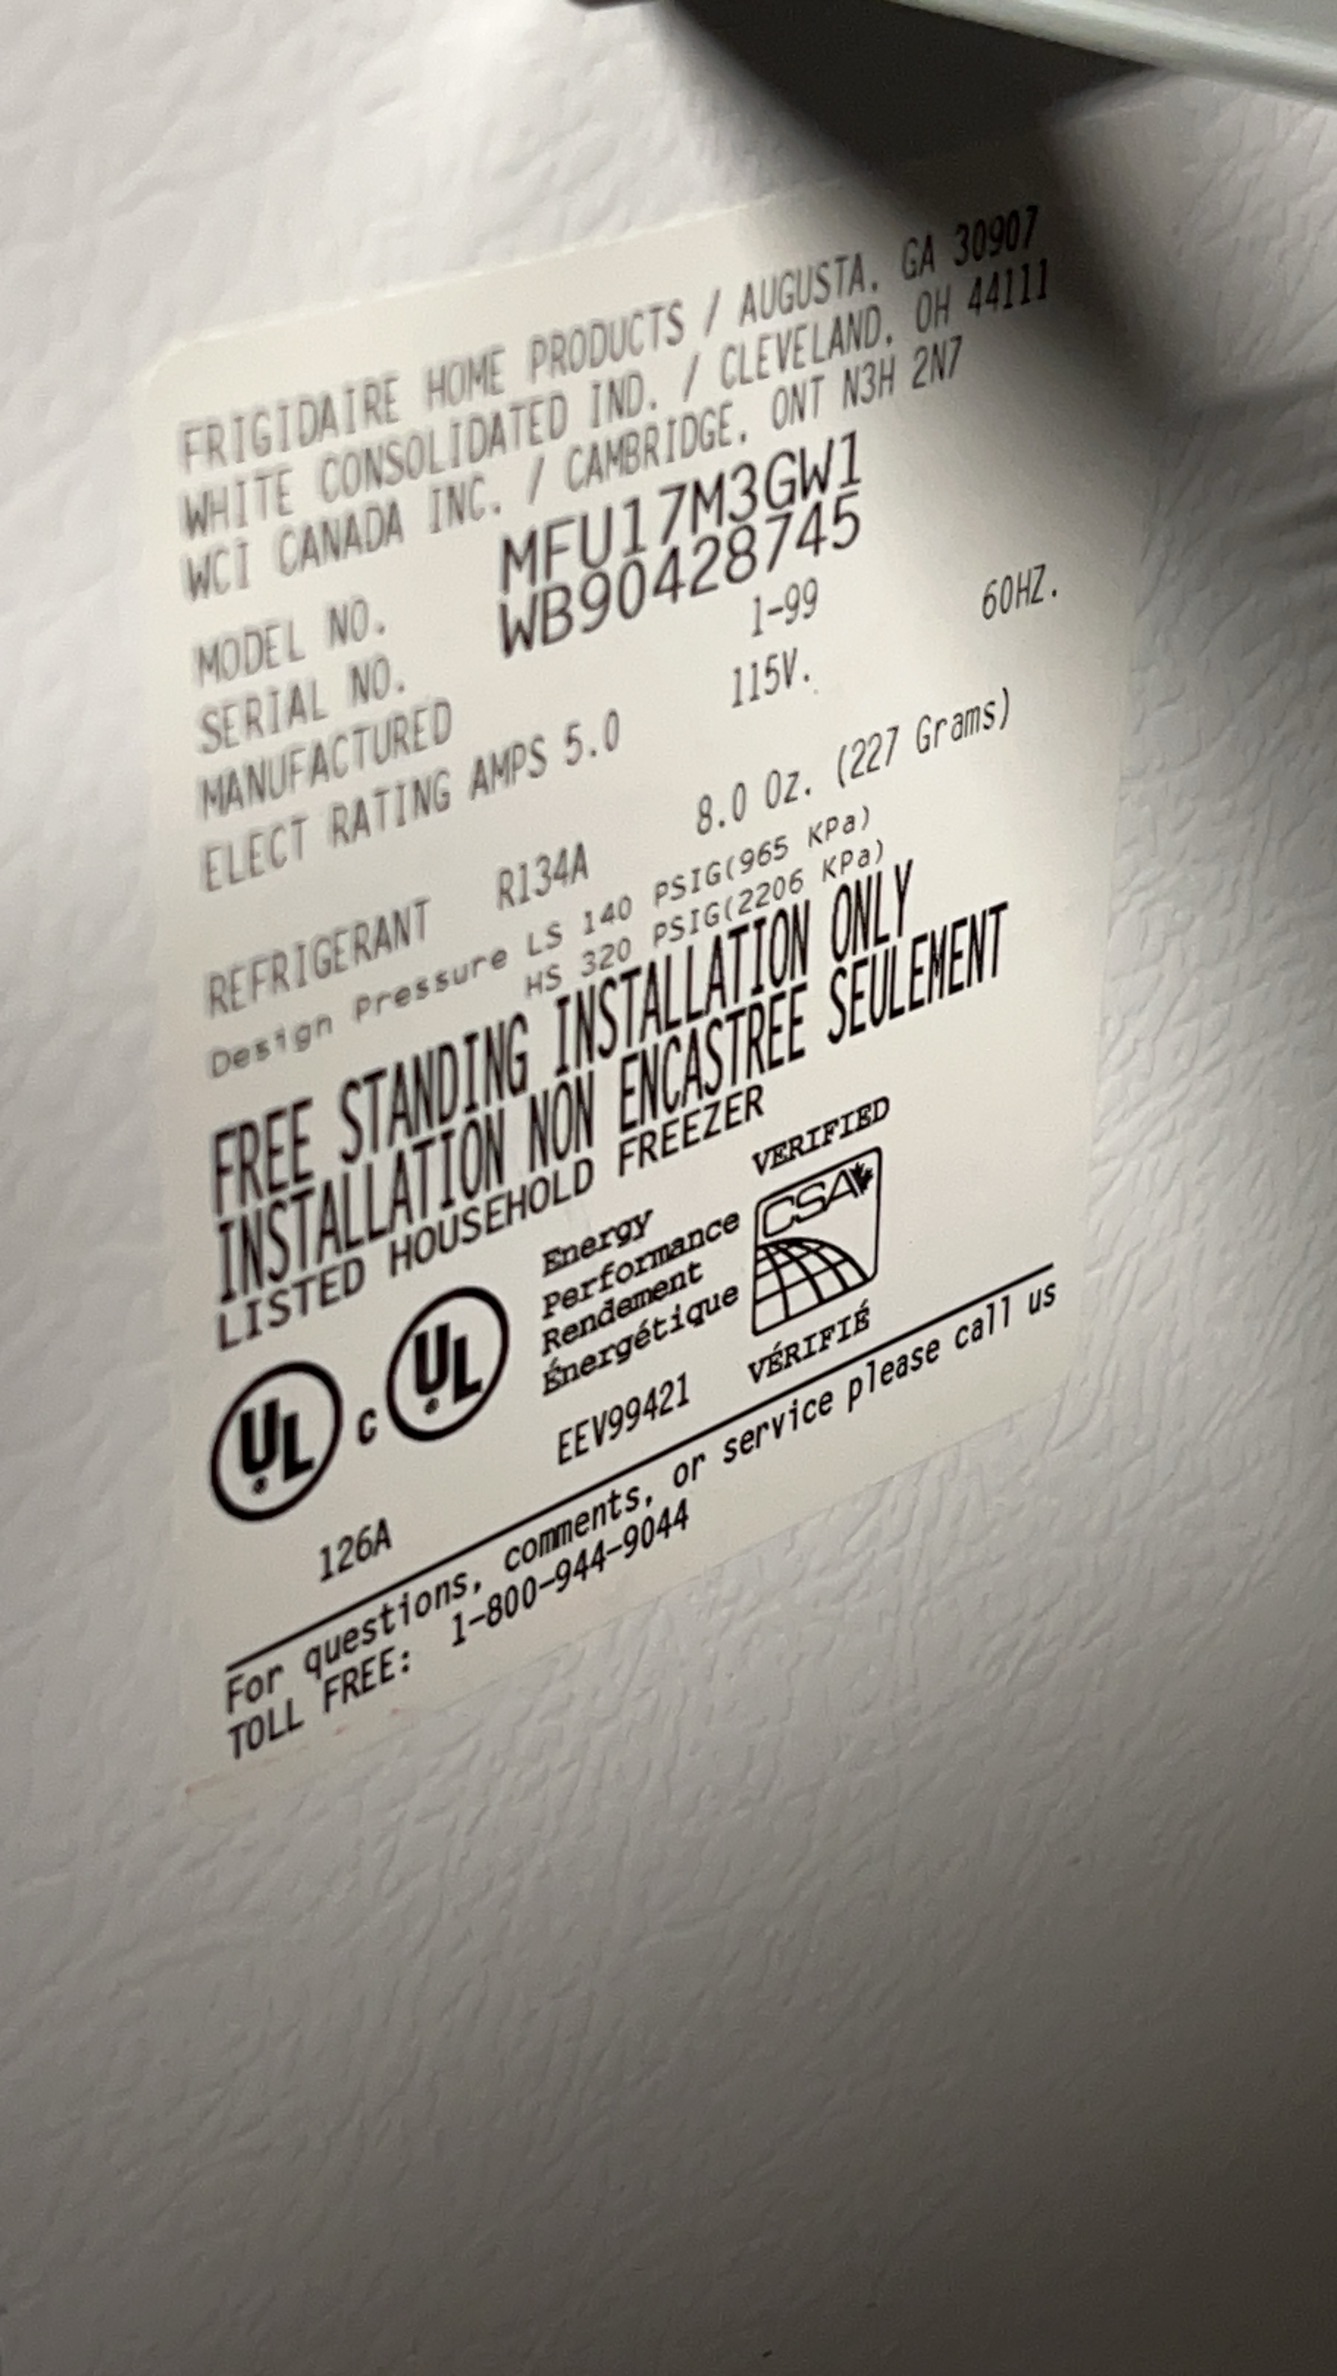 FRIGIDAIRE HOME PRODUCTS / AUGUSTA, GA 30907
WHITE CONSOLIDATED IND. / CLEVELAND, OH 44111
WCI CANADA INC. / CAMBRIDGE, ONT N3H 2N7
MODEL NO. MFU17M3GW1
SERIAL NO. WB90428745
MANUFACTURED 1-99
ELECT RATING AMPS 5.0 115V. 60HZ.
REFRIGERANT R134A 8.0 Oz. (227 Grams)
Design Pressure LS 140 PSIG(965 KPa)
HS 320 PSIG(2206 KPa)
FREE STANDING INSTALLATION ONLY
INSTALLATION NON ENCASTREE SEULEMENT
LISTED HOUSEHOLD FREEZER
UL ® C UL ®
Energy
Performance
Rendement
Énergétique
VERIFIED
CSA
VÉRIFIÉ
EEV99421
126A
For questions, comments, or service please call us
TOLL FREE: 1-800-944-9044